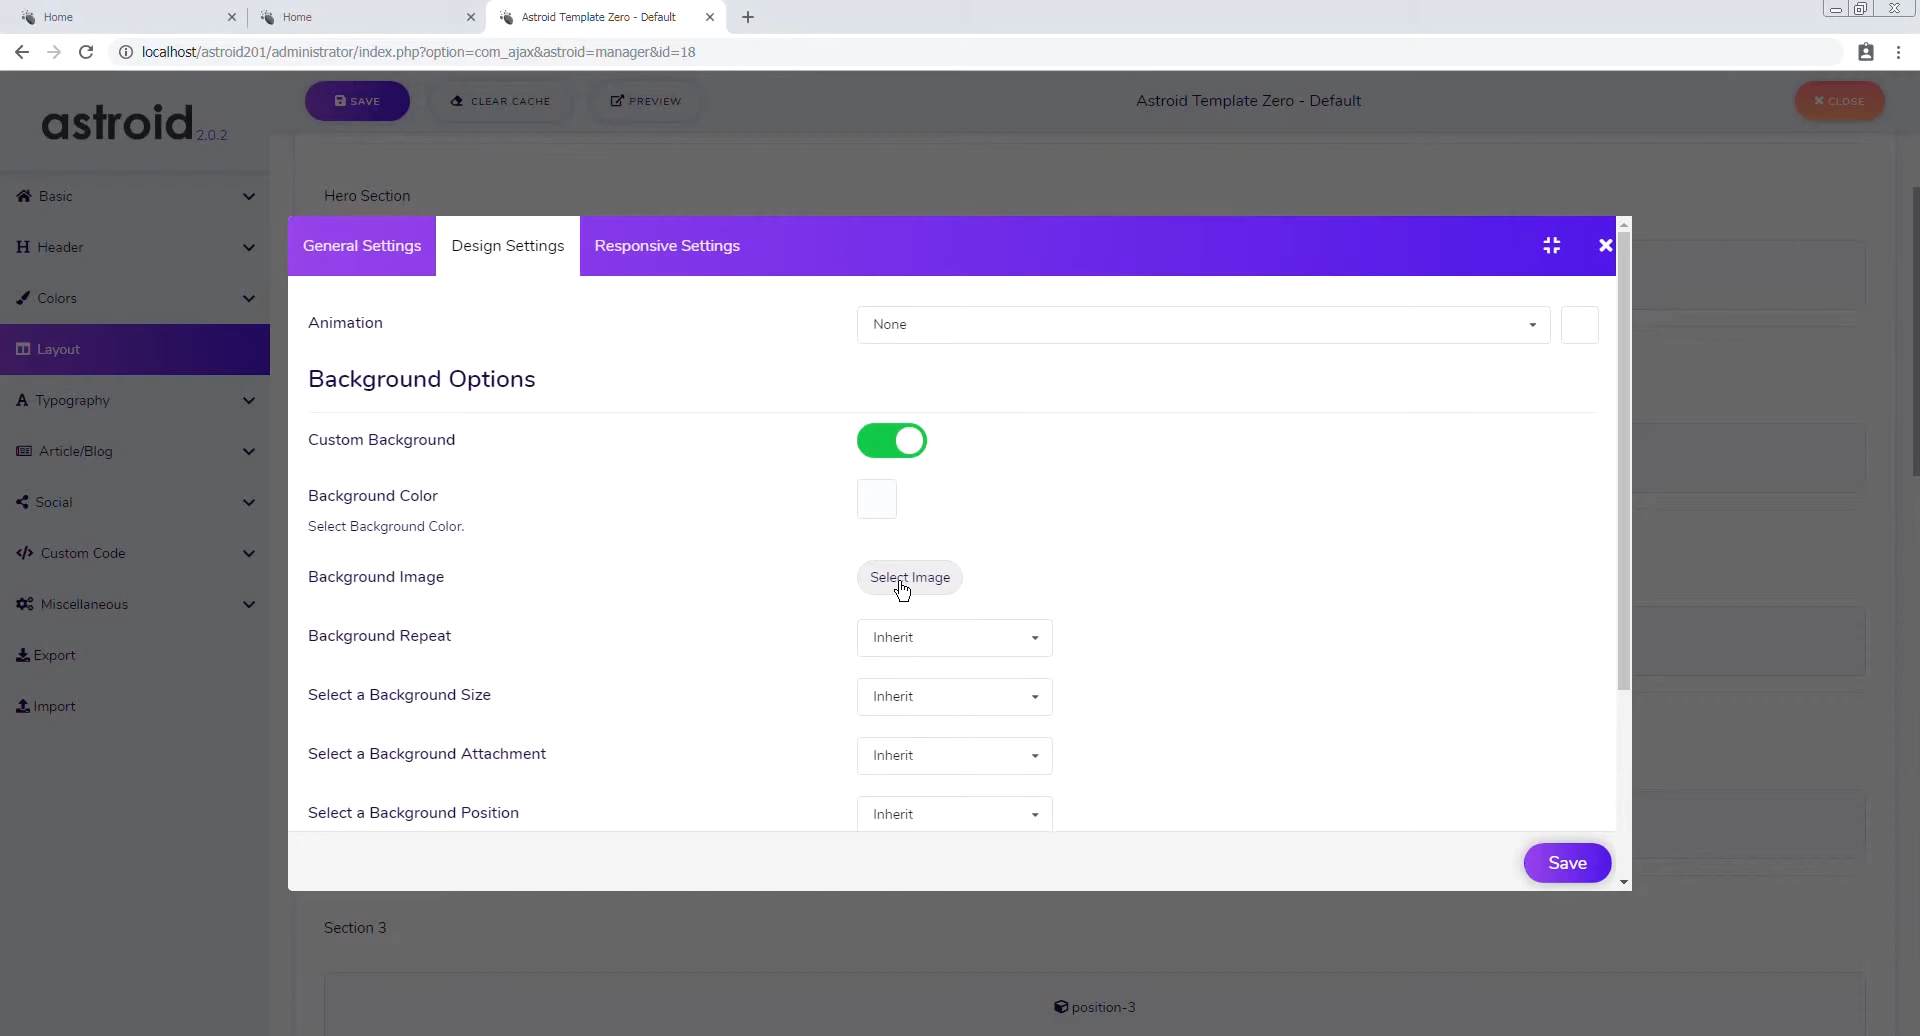 Home
Home
Astroid Template Zero - Default
localhost/astroid201/administrator/index.php?option=com_ajax&astroid=manager&id=18
astroid 2.0.2
SAVE
CLEAR CACHE
PREVIEW
Astroid Template Zero - Default
CLOSE
Basic
Header
Colors
Layout
Typography
Article/Blog
Social
Custom Code
Miscellaneous
Export
Import
Hero Section
General Settings
Design Settings
Responsive Settings
Animation
None
Background Options
Custom Background
Background Color
Select Background Color.
Background Image
Select Image
Background Repeat
Inherit
Select a Background Size
Inherit
Select a Background Attachment
Inherit
Select a Background Position
Inherit
Save
Section 3
position-3